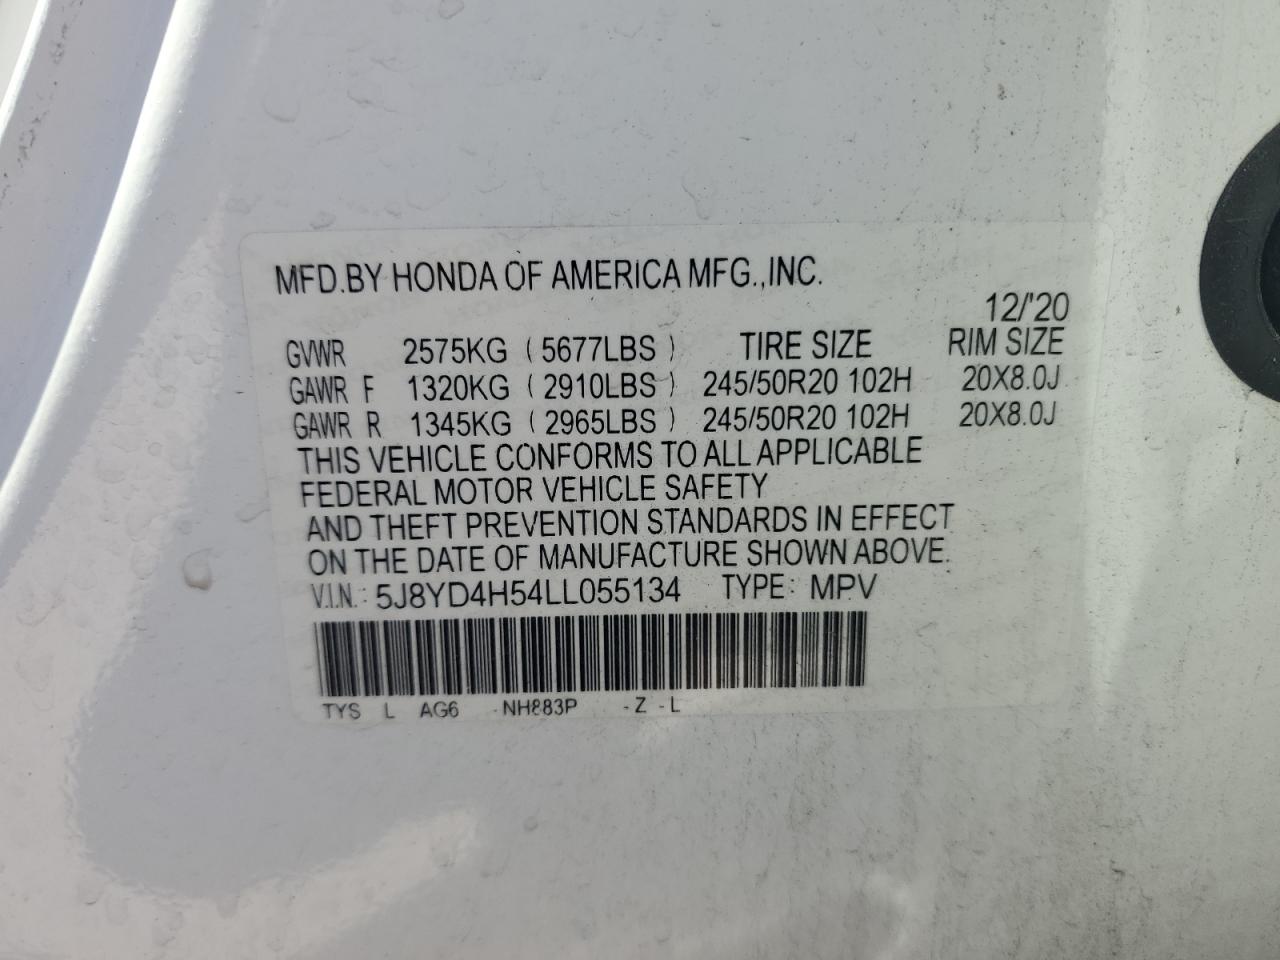 MFD.BY HONDA OF AMERICA MFG.,INC.
12/'20
GVWR 2575KG ( 5677LBS ) TIRE SIZE RIM SIZE
GAWR F 1320KG ( 2910LBS ) 245/50R20 102H 20X8.0J
GAWR R 1345KG ( 2965LBS ) 245/50R20 102H 20X8.0J
THIS VEHICLE CONFORMS TO ALL APPLICABLE
FEDERAL MOTOR VEHICLE SAFETY
AND THEFT PREVENTION STANDARDS IN EFFECT
ON THE DATE OF MANUFACTURE SHOWN ABOVE.
V.I.N.: 5J8YD4H54LL055134 TYPE: MPV
TYS L AG6 NH883P - Z - L